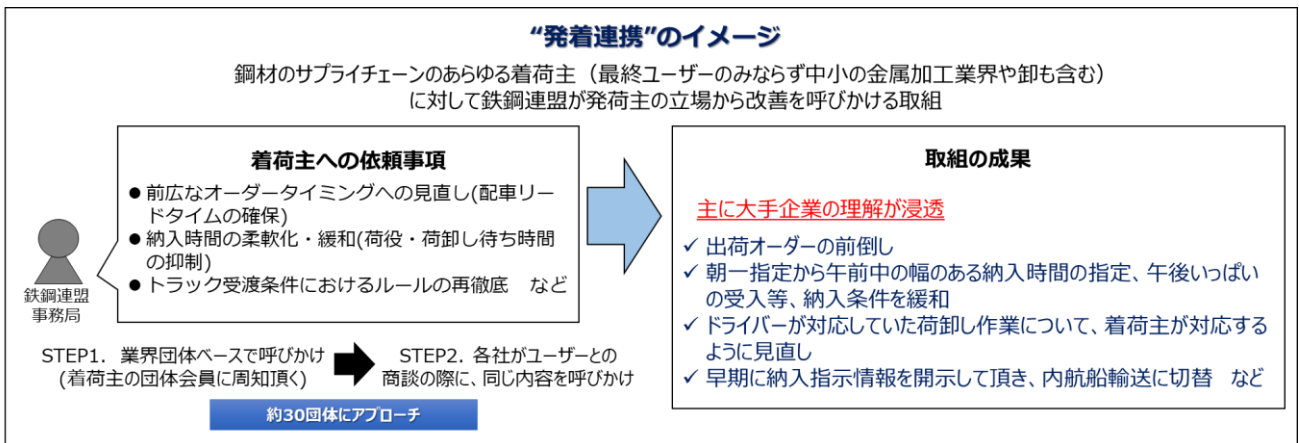 “発着連携”のイメージ
鋼材のサプライチェーンのあらゆる着荷主（最終ユーザーのみならず中小の金属加工業界や卸も含む）
に対して鉄鋼連盟が発荷主の立場から改善を呼びかける取組
着荷主への依頼事項
● 前広なオーダータイミングへの見直し(配車リー
ドタイムの確保)
● 納入時間の柔軟化・緩和(荷役・荷卸し待ち時間
の抑制)
● トラック受渡条件におけるルールの再徹底　など
鉄鋼連盟
事務局
STEP1．業界団体ベースで呼びかけ
(着荷主の団体会員に周知頂く)
STEP2．各社がユーザーとの
商談の際に、同じ内容を呼びかけ
約30団体にアプローチ
取組の成果
主に大手企業の理解が浸透
✓ 出荷オーダーの前倒し
✓ 朝一指定から午前中の幅のある納入時間の指定、午後いっぱい
の受入等、納入条件を緩和
✓ ドライバーが対応していた荷卸し作業について、着荷主が対応する
ように見直し
✓ 早期に納入指示情報を開示して頂き、内航船輸送に切替　など